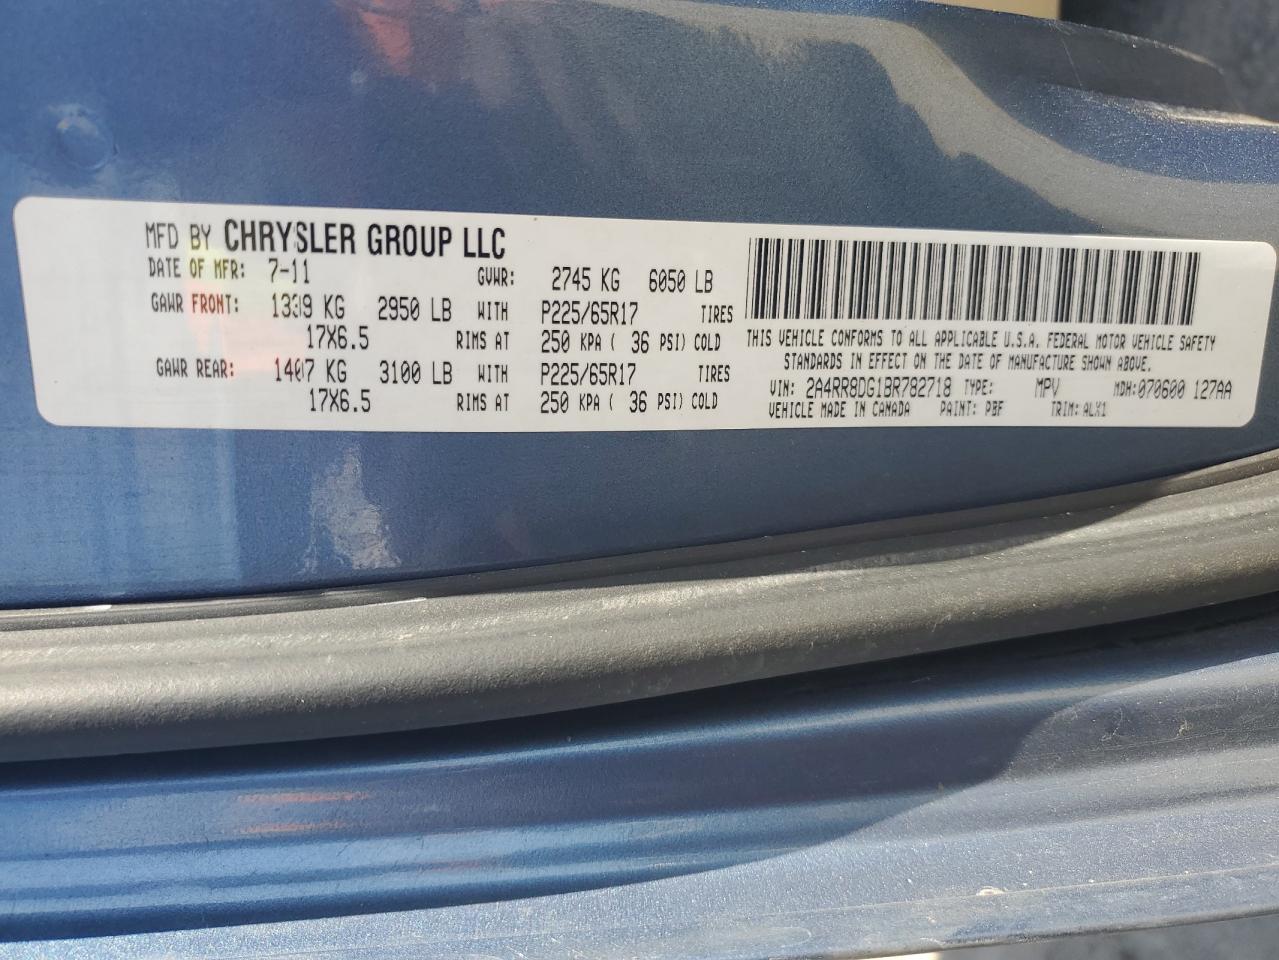 MFD BY CHRYSLER GROUP LLC
DATE OF MFR: 7-11 GVWR: 2745 KG 6050 LB
GAWR FRONT: 1339 KG 2950 LB WITH P225/65R17 TIRES
17X6.5 RIMS AT 250 KPA ( 36 PSI) COLD
GAWR REAR: 1407 KG 3100 LB WITH P225/65R17 TIRES
17X6.5 RIMS AT 250 KPA ( 36 PSI) COLD
THIS VEHICLE CONFORMS TO ALL APPLICABLE U.S.A. FEDERAL MOTOR VEHICLE SAFETY
STANDARDS IN EFFECT ON THE DATE OF MANUFACTURE SHOWN ABOVE.
VIN: 2A4RR8DG1BR782718 TYPE: MPV MDH:070600 127AA
VEHICLE MADE IN CANADA PAINT: PBF TRIM: ALX1